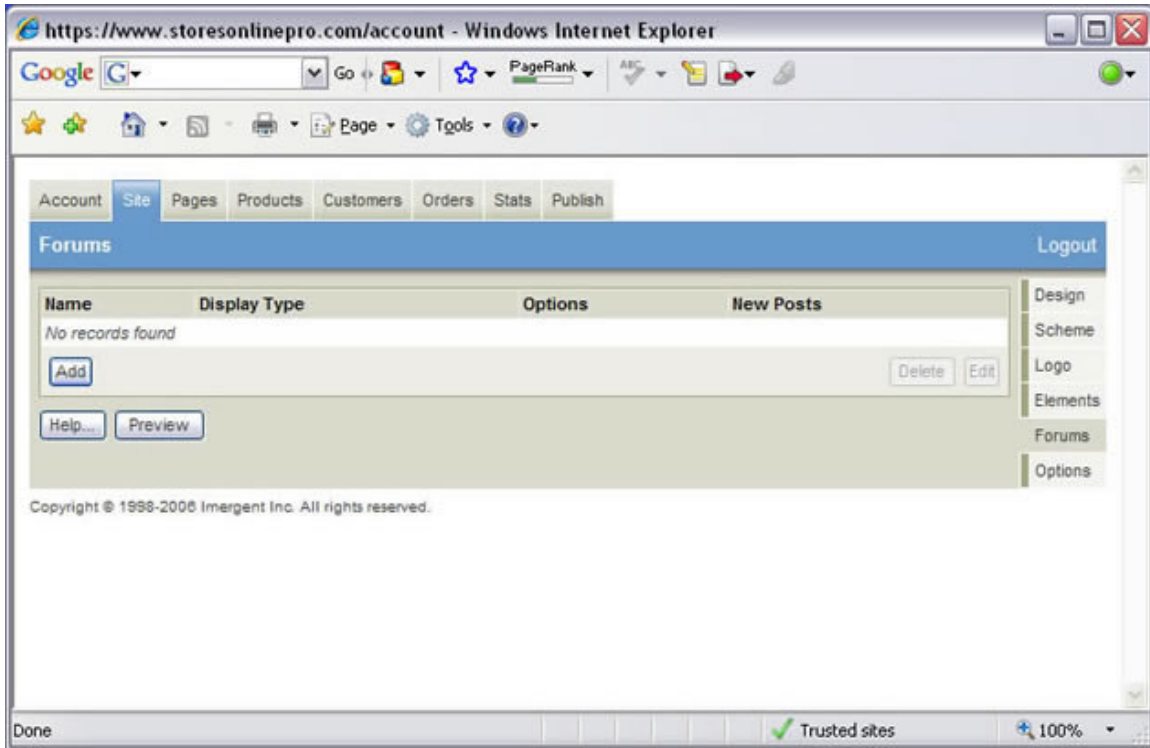 https://www.storesonlinepro.com/account - Windows Internet Explorer
Google G Go PageRank ABC
Page Tools
Account Site Pages Products Customers Orders Stats Publish
Forums Logout
Name Display Type Options New Posts
No records found
Add Delete Edit
Help... Preview
Design
Scheme
Logo
Elements
Forums
Options
Copyright © 1998-2006 Imergent Inc. All rights reserved.
Done Trusted sites 100%